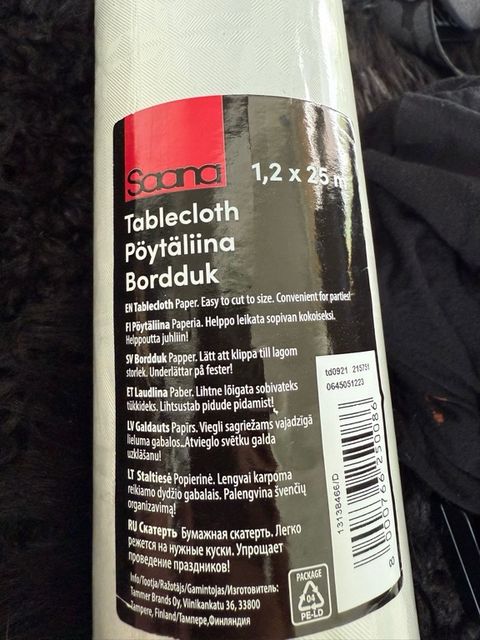 Saana
1,2 x 25 m
Tablecloth
Pöytäliina
Bordduk
EN Tablecloth Paper. Easy to cut to size. Convenient for parties!
FI Pöytäliina Paperia. Helppo leikata sopivan kokoiseksi.
Helpoutta juhliin!
SV Bordduk Papper. Lätt att klippa till lagom
storlek. Underlättar på fester!
ET Laudlina Paber. Lihtne lõigata sobivateks
tükkideks. Lihtsustab pidude pidamist!
LV Galdauts Papīrs. Viegli sagriežams vajadzīgā
lieluma gabalos. Atvieglo svētku galda
uzklāšanu!
LT Staltiesė Popierinė. Lengvai karpoma
reikiamo dydžio gabalais. Palengvina švenčių
organizavimą!
RU Скатерть Бумажная скатерть. Легко
режется на нужные куски. Упрощает
проведение праздников!
Info/Tootja/Ražotājs/Gamintojas/Изготовитель:
Tammer Brands Oy, Viinikankatu 36, 33800
Tampere, Finland/Тампере, Финляндия
PACKAGE
04
PE-LD
td0921 215751
0645051223
13138466/ID
8 000766 250086